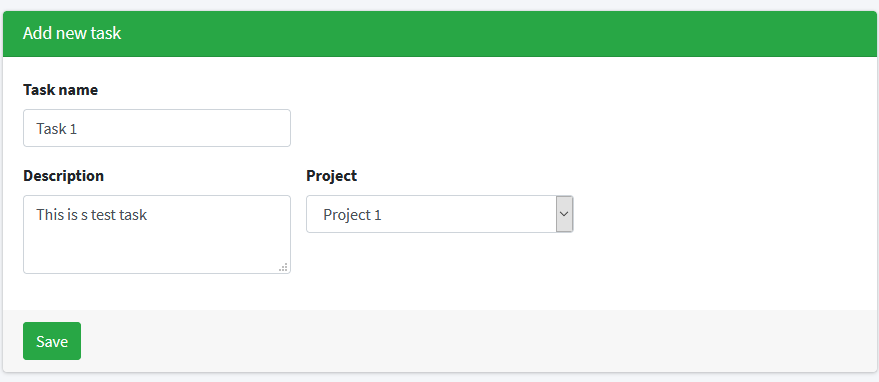 Add new task
Task name
Task 1
Description
Project
This is s test task
Project 1
Save